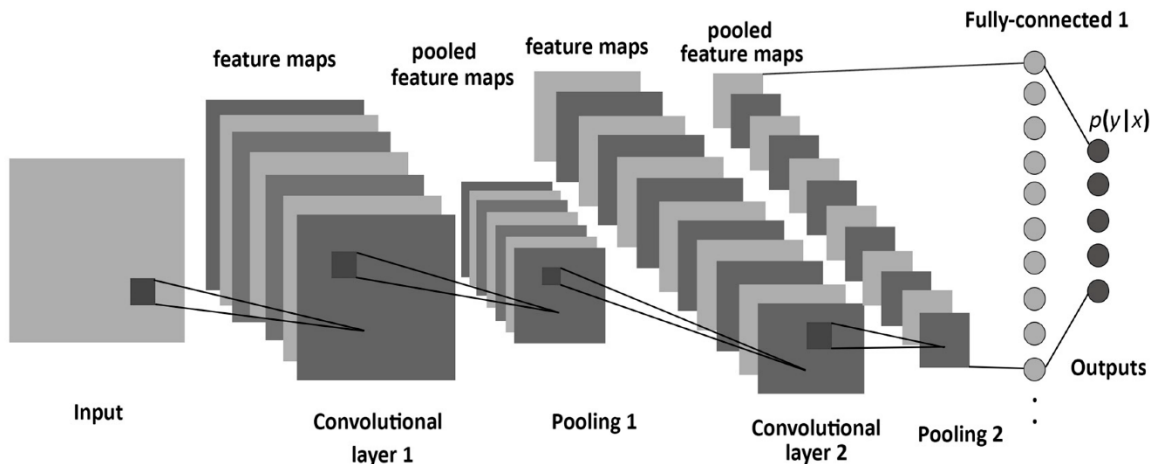 Fully-connected 1
feature maps
pooled
feature maps
feature maps
pooled
feature maps
p(y|x)
Input
Convolutional
layer 1
Pooling 1
Convolutional
layer 2
Pooling 2
Outputs